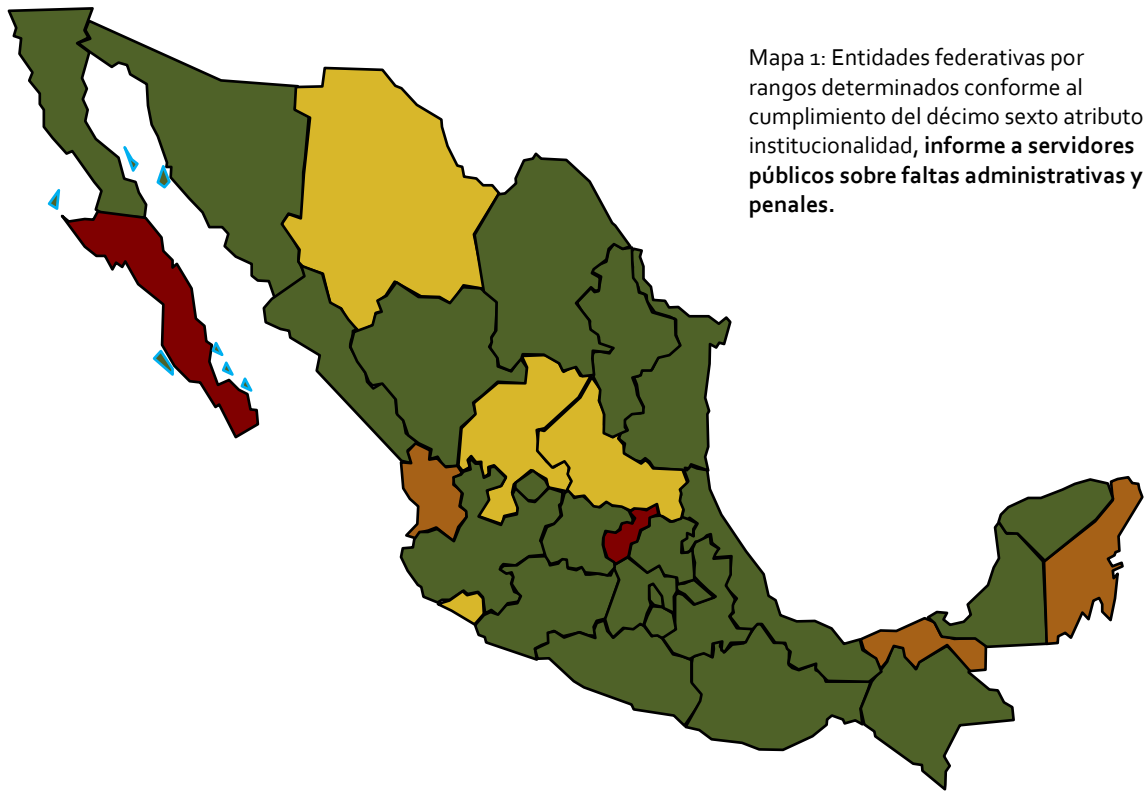 Mapa 1: Entidades federativas por
rangos determinados conforme al
cumplimiento del décimo sexto atributo
institucionalidad, informe a servidores
públicos sobre faltas administrativas y
penales.